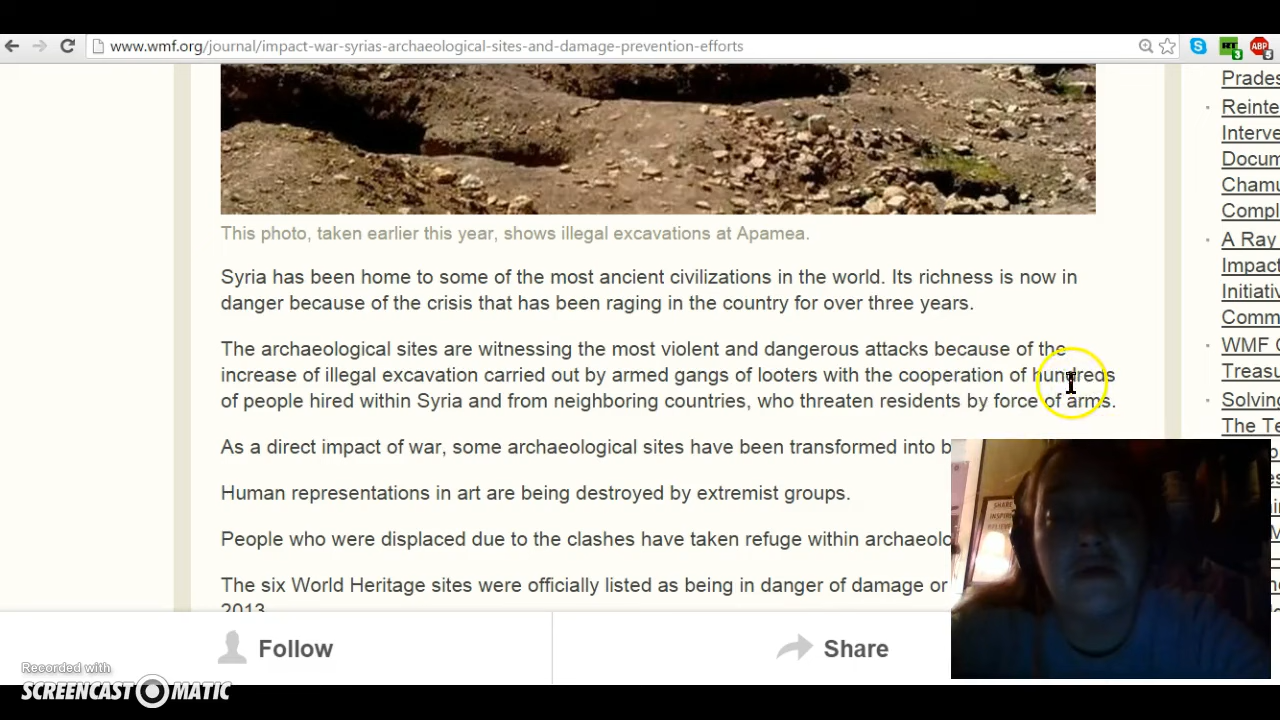 www.wmf.org/journal/impact-war-syrias-archaeological-sites-and-damage-prevention-efforts
ABP
3
5
Prades
Reinte
Interve
Docum
Chamu
Compl
A Ray
Impact
Initiativ
Comm
WMF
Treasu
Solvin
The Te
This photo, taken earlier this year, shows illegal excavations at Apamea.
Syria has been home to some of the most ancient civilizations in the world. Its richness is now in
danger because of the crisis that has been raging in the country for over three years.
The archaeological sites are witnessing the most violent and dangerous attacks because of the
increase of illegal excavation carried out by armed gangs of looters with the cooperation of hundreds
of people hired within Syria and from neighboring countries, who threaten residents by force of arms.
As a direct impact of war, some archaeological sites have been transformed into b
Human representations in art are being destroyed by extremist groups.
People who were displaced due to the clashes have taken refuge within archaeolo
The six World Heritage sites were officially listed as being in danger of damage or
2013
SHARE
INSPIRE
Follow
Share
Recorded with
SCREENCAST MATIC